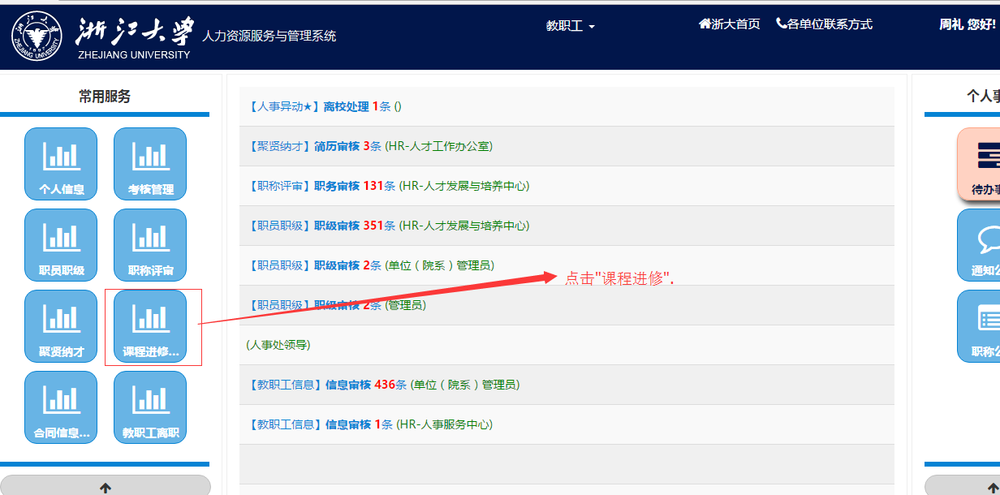 浙江大学
ZHEJIANG UNIVERSITY
人力资源服务与管理系统
教职工
浙大首页
各单位联系方式
周礼 您好!
常用服务
个人信息
考核管理
职员职级
职称评审
聚贤纳才
课程进修...
合同信息...
教职工离职
【人事异动★】离校处理 1条 ()
【聚贤纳才】简历审核 3条 (HR-人才工作办公室)
【职称评审】职务审核 131条 (HR-人才发展与培养中心)
【职员职级】职级审核 351条 (HR-人才发展与培养中心)
【职员职级】职级审核 2条 (单位（院系）管理员)
【职员职级】职级审核 2条 (管理员)
(人事处领导)
【教职工信息】信息审核 436条 (单位（院系）管理员)
【教职工信息】信息审核 1条 (HR-人事服务中心)
点击"课程进修".
个人事
待办事
通知公
职称公